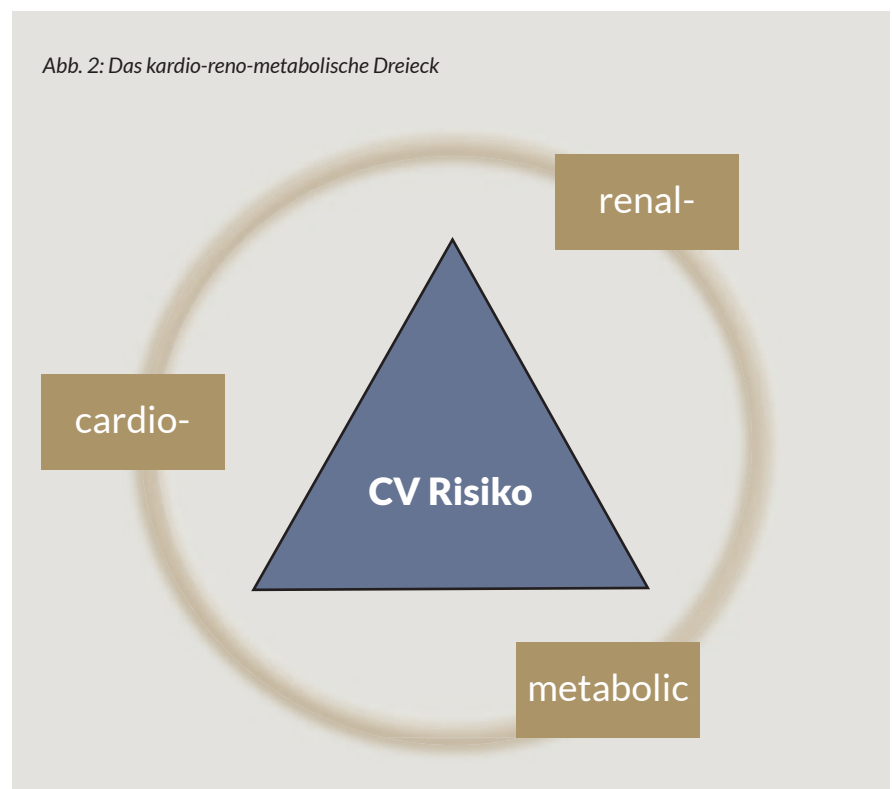 Abb. 2: Das kardio-reno-metabolische Dreieck
renal-
cardio-
CV Risiko
metabolic